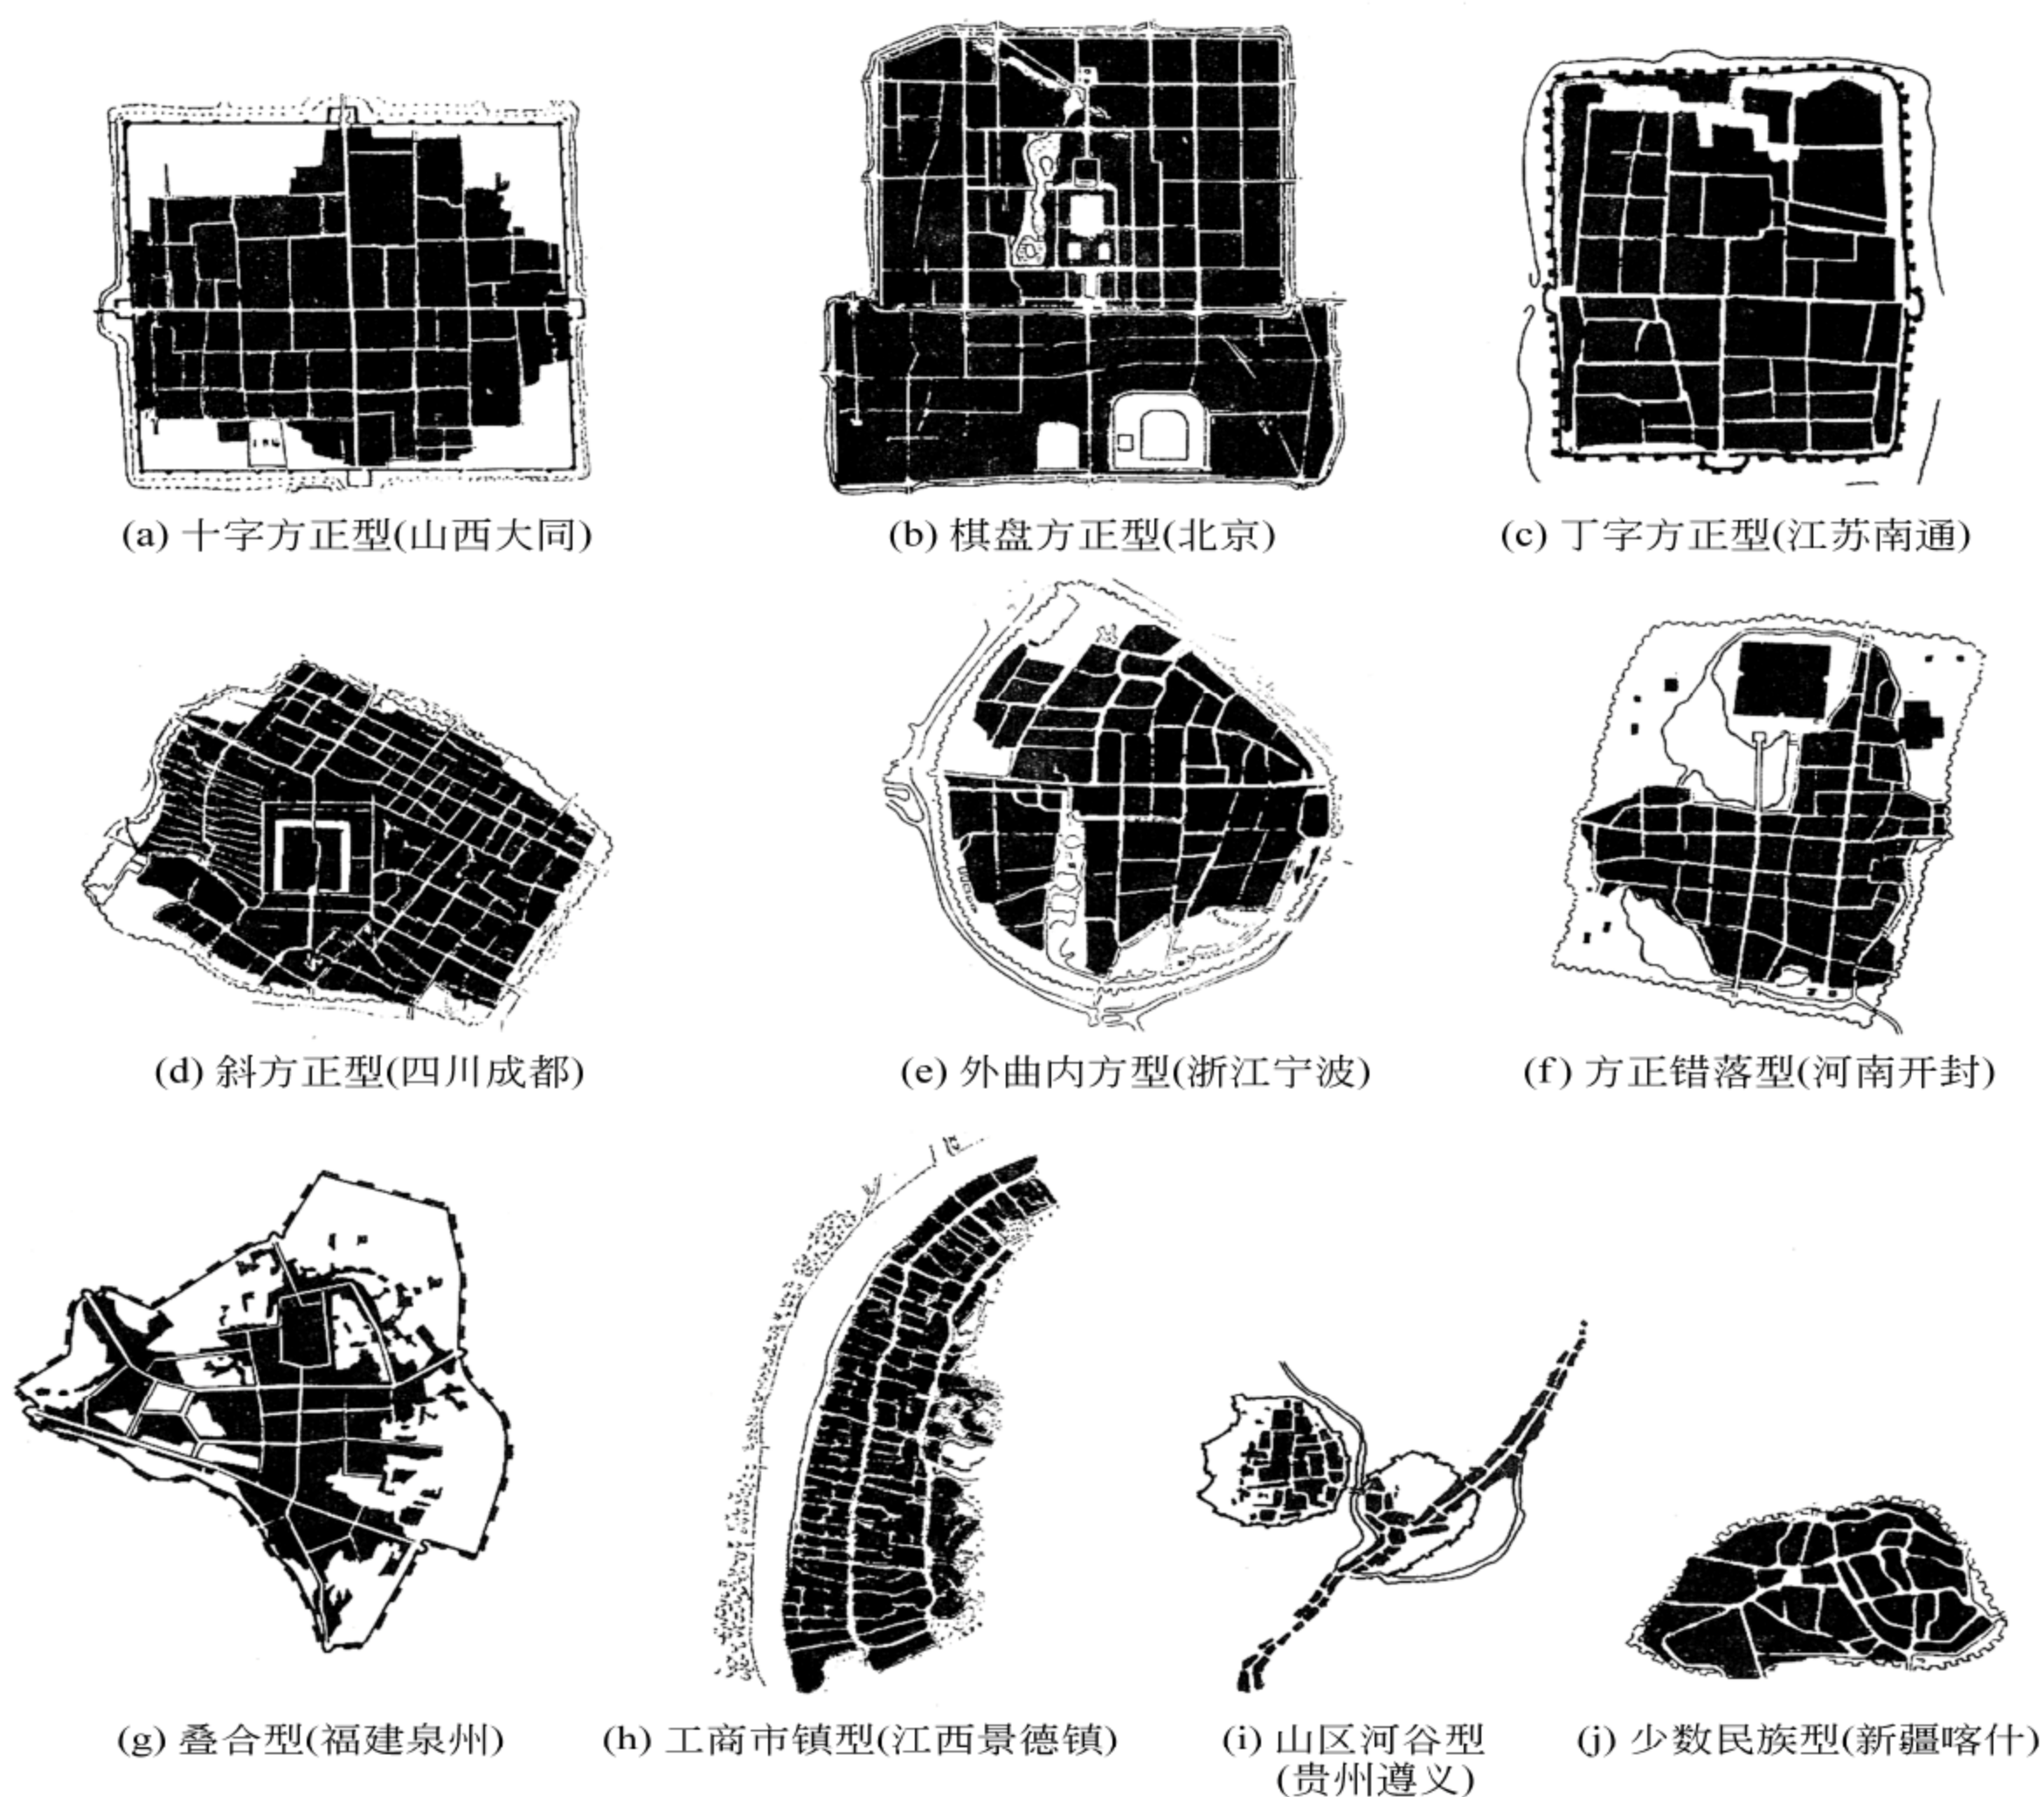 (a) 十字方正型(山西大同)
(b) 棋盘方正型(北京)
(c) 丁字方正型(江苏南通)
(d) 斜方正型(四川成都)
(e) 外曲内方型(浙江宁波)
(f) 方正错落型(河南开封)
(g) 叠合型(福建泉州)
(h) 工商市镇型(江西景德镇)
(i) 山区河谷型
(贵州遵义)
(j) 少数民族型(新疆喀什)